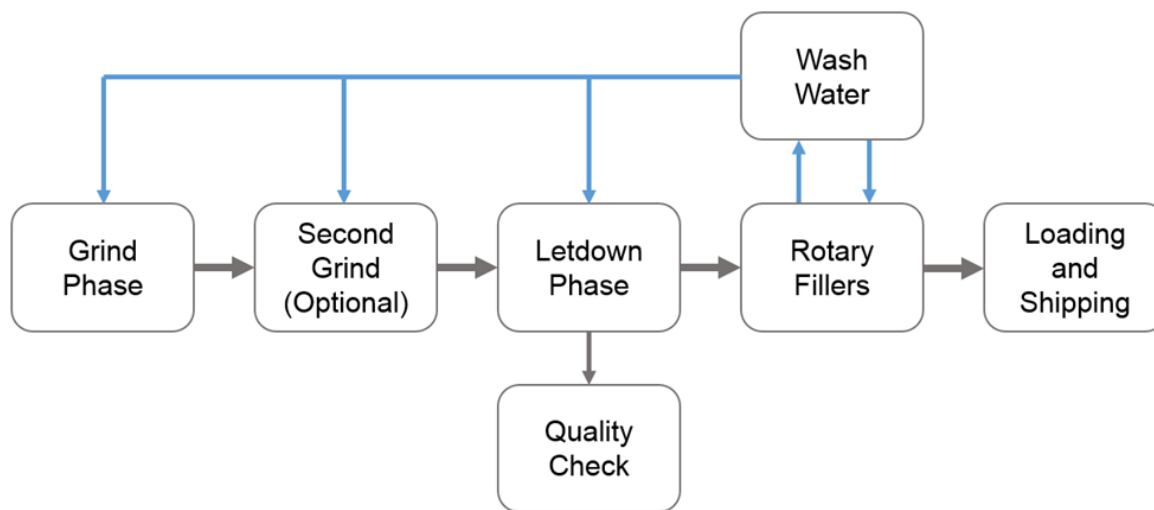 Wash
Water
Grind
Phase
Second
Grind
(Optional)
Letdown
Phase
Rotary
Fillers
Loading
and
Shipping
Quality
Check